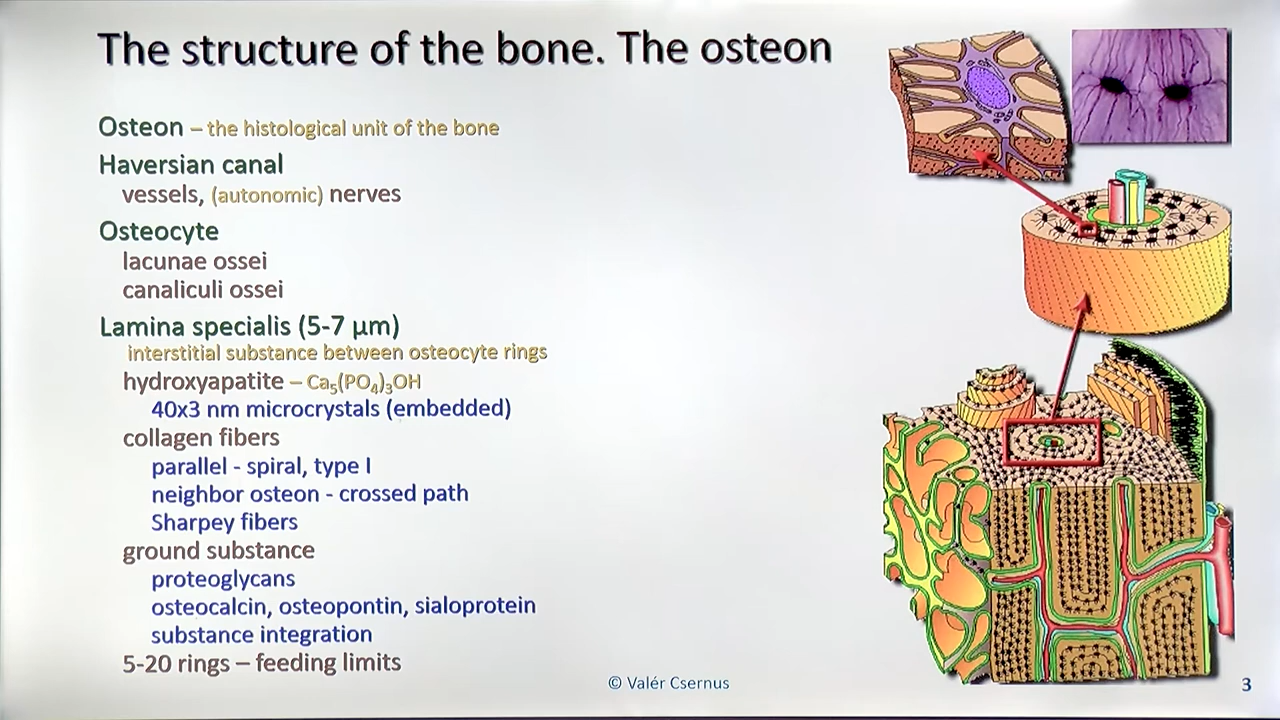 The structure of the bone. The osteon
Osteon – the histological unit of the bone
Haversian canal
vessels, (autonomic) nerves
Osteocyte
lacunae ossei
canaliculi ossei
Lamina specialis (5-7 μm)
interstitial substance between osteocyte rings
hydroxyapatite – Ca₅(PO₄)₃OH
40x3 nm microcrystals (embedded)
collagen fibers
parallel - spiral, type I
neighbor osteon - crossed path
Sharpey fibers
ground substance
proteoglycans
osteocalcin, osteopontin, sialoprotein
substance integration
5-20 rings – feeding limits
© Valér Csernus
3